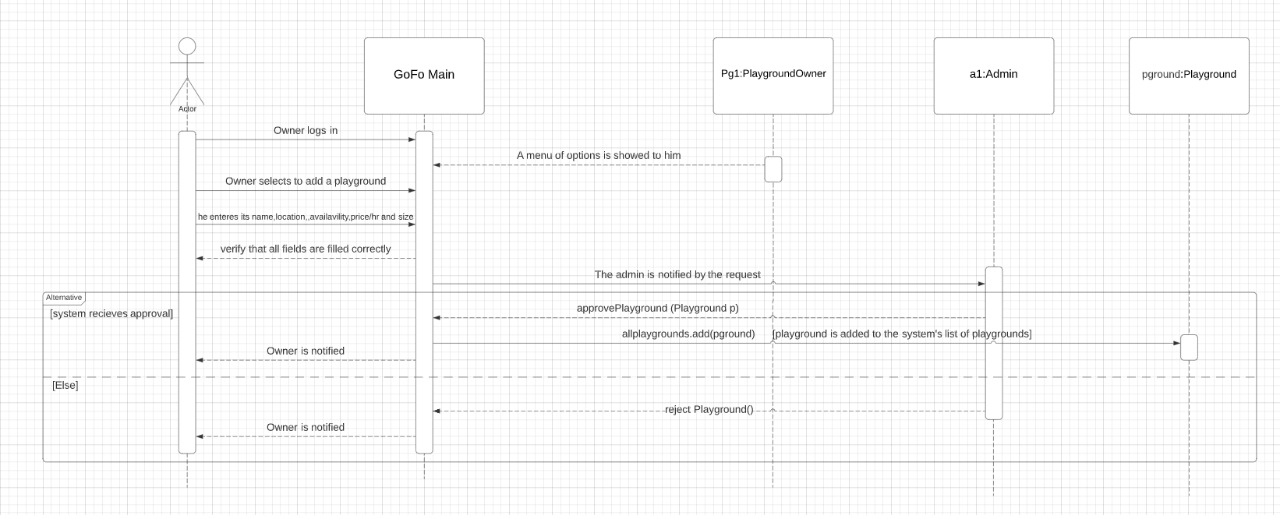 Actor
GoFo Main
Pg1:PlaygroundOwner
a1:Admin
pground:Playground
Owner logs in
A menu of options is showed to him
Owner selects to add a playground
he enteres its name,location,,availavility,price/hr and size
verify that all fields are filled correctly
The admin is notified by the request
Alternative
[system recieves approval]
approvePlayground (Playground p)
allplaygrounds.add(pground) [playground is added to the system's list of playgrounds]
Owner is notified
[Else]
reject Playground()
Owner is notified